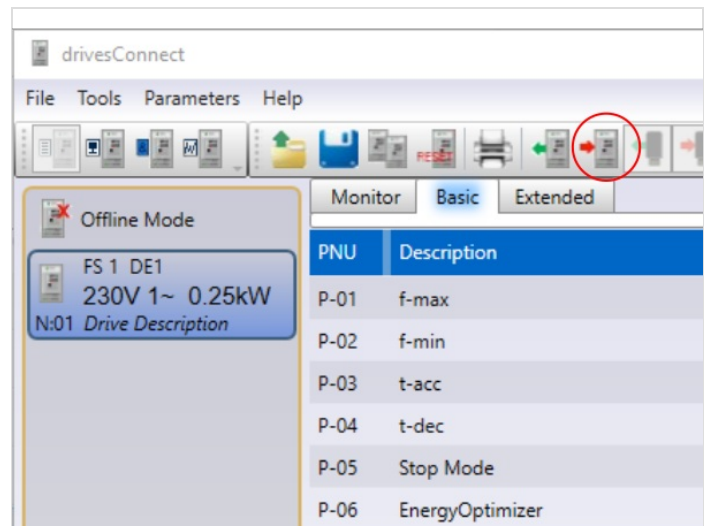 drivesConnect
File Tools Parameters Help
RESET
Offline Mode
FS 1 DE1
230V 1~ 0.25kW
N:01 Drive Description
Monitor Basic Extended
PNU Description
P-01 f-max
P-02 f-min
P-03 t-acc
P-04 t-dec
P-05 Stop Mode
P-06 EnergyOptimizer